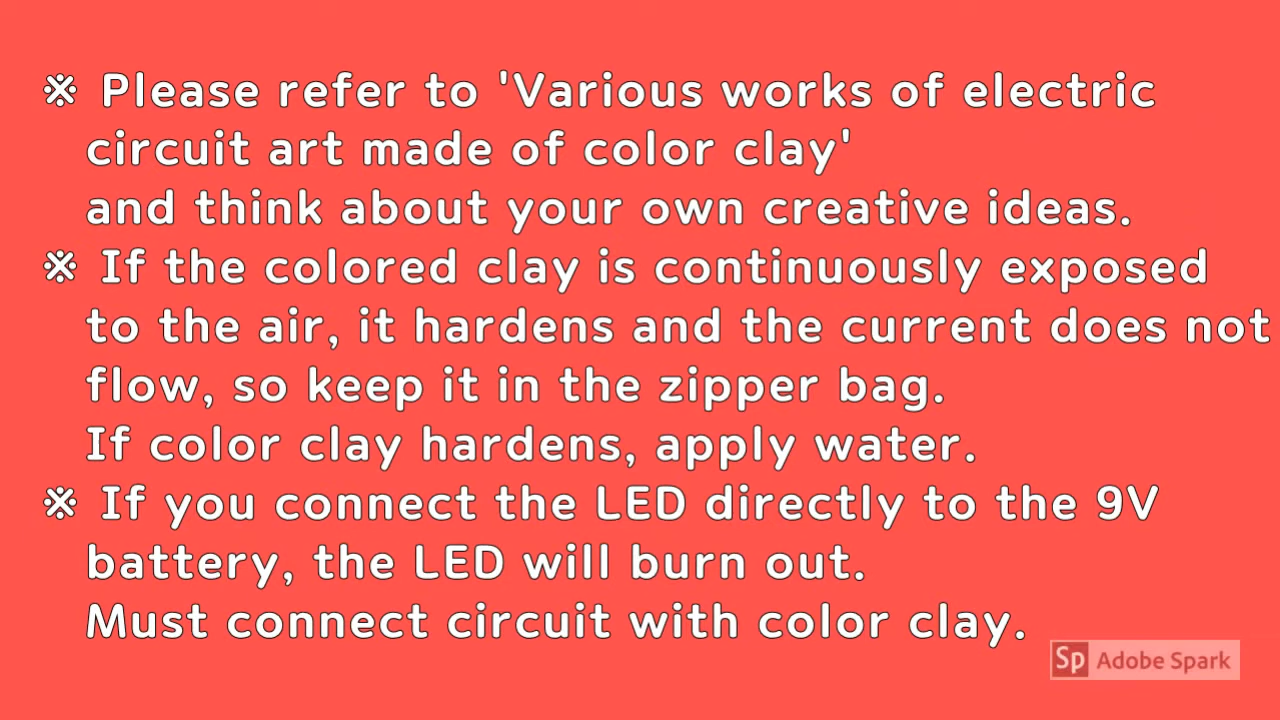 ※ Please refer to 'Various works of electric
circuit art made of color clay'
and think about your own creative ideas.
※ If the colored clay is continuously exposed
to the air, it hardens and the current does not
flow, so keep it in the zipper bag.
If color clay hardens, apply water.
※ If you connect the LED directly to the 9V
battery, the LED will burn out.
Must connect circuit with color clay.
Sp Adobe Spark